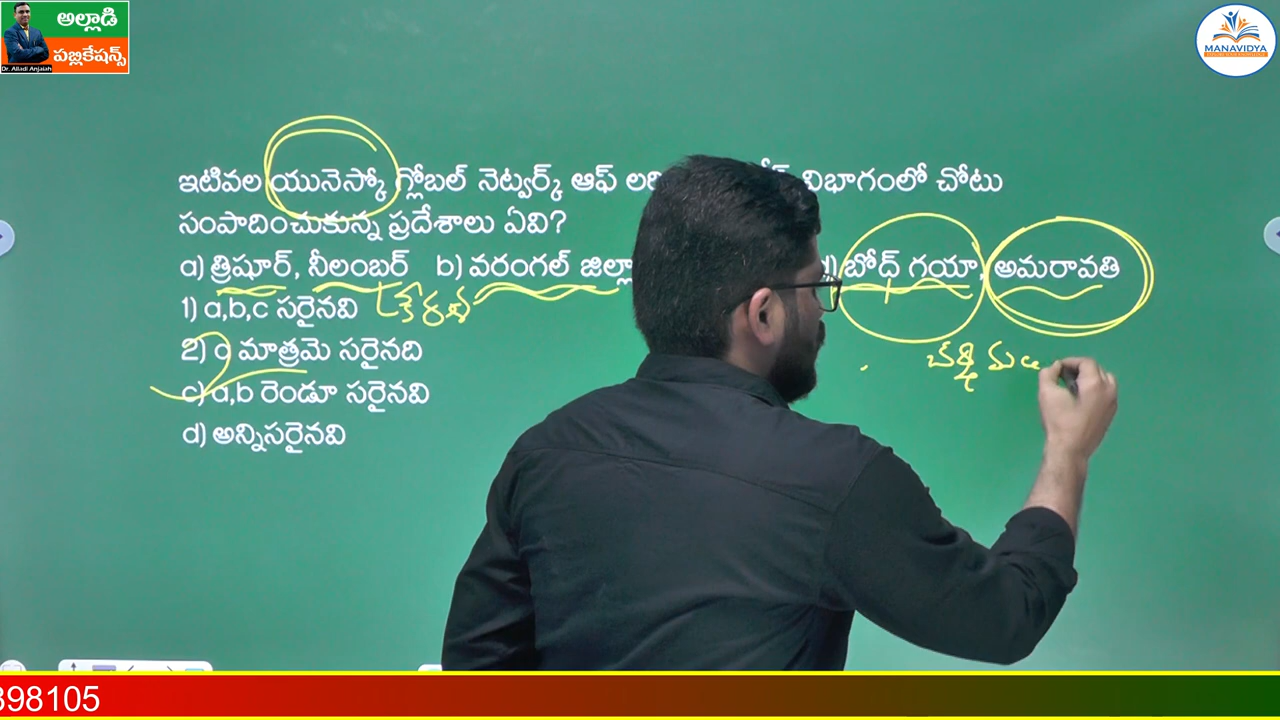 అల్లాడి
పబ్లికేషన్స్
Dr. Alladi Anjaiah
MANAVIDYA
ఇటీవల యునెస్కో గ్లోబల్ నెట్వర్క్ ఆఫ్ విభాగంలో చోటు
సంపాదించుకున్న ప్రదేశాలు ఏవి?
a) త్రిషూర్, నీలంబర్ b) వరంగల్ జిల్లా d) బోధ్ గయా, అమరావతి
1) a,b,c సరైనవి కేరళ
2) c మాత్రమె సరైనది
c) a,b రెండూ సరైనవి
d) అన్నిసరైనవి
398105